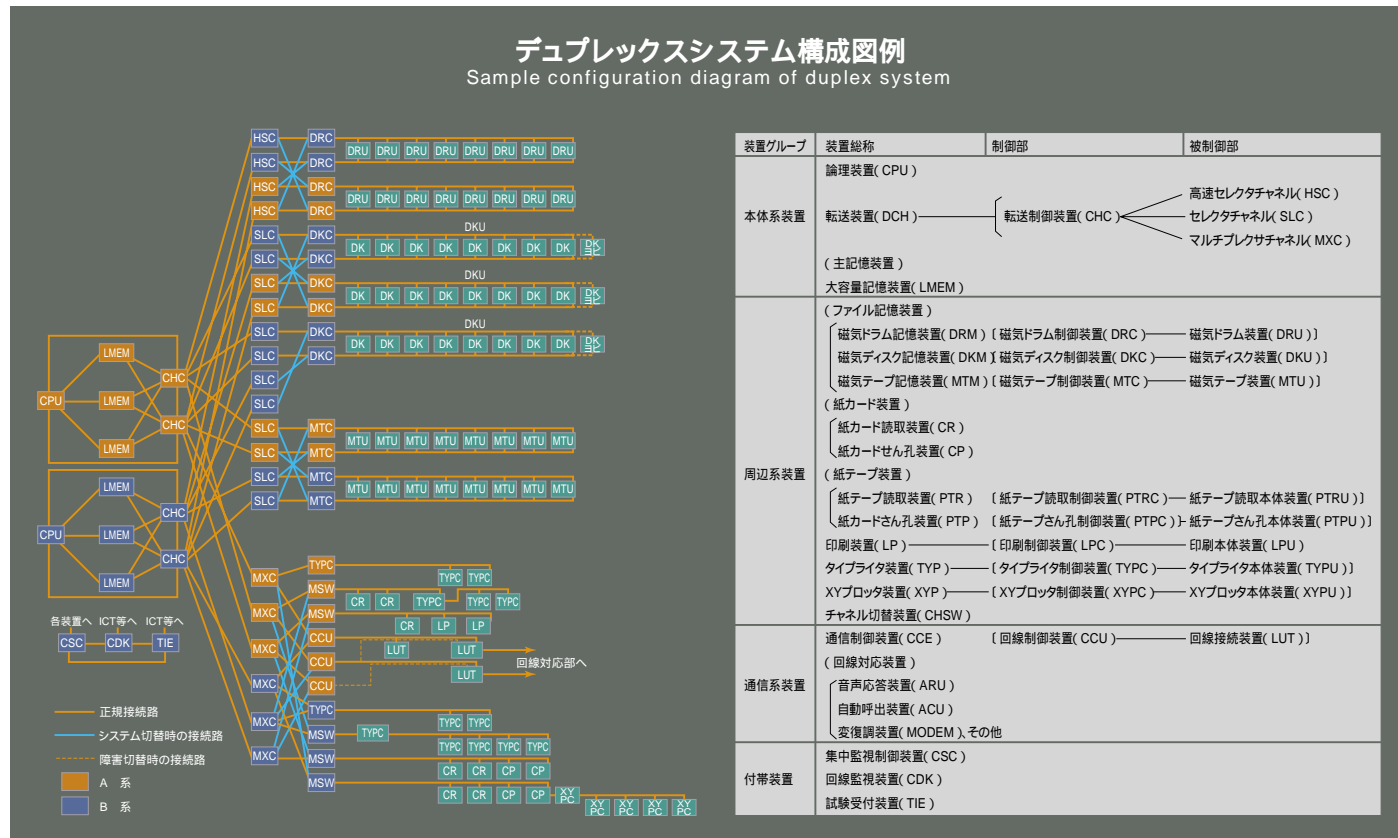 デュプレックスシステム構成図例
Sample configuration diagram of duplex system
HSC DRC
DRU DRU DRU DRU DRU DRU DRU DRU
HSC DRC
HSC DRC
DRU DRU DRU DRU DRU DRU DRU DRU
HSC DRC
DKU
SLC DKC
DK DK DK DK DK DK DK DK DK
SLC DKC
DKU
SLC DKC
DK DK DK DK DK DK DK DK DK
SLC DKC
DKU
SLC DKC
DK DK DK DK DK DK DK DK DK
SLC DKC
SLC
SLC
LMEM
CHC
CPU LMEM
CHC
LMEM
SLC MTC
MTU MTU MTU MTU MTU MTU MTU MTU
SLC MTC
SLC MTC
MTU MTU MTU MTU MTU MTU MTU MTU
SLC MTC
LMEM
CHC
CPU LMEM
CHC
LMEM
MXC TYPC
TYPC TYPC
MSW
CR CR TYPC TYPC TYPC
MXC MSW
CR LP LP
CCU
MXC LUT LUT
CCU
回線対応部へ
LUT
MXC CCU
TYPC
MXC TYPC TYPC
MSW TYPC
TYPC TYPC TYPC TYPC
MXC MSW
CR CR CP CP
MSW
CR CR CP CP XY PC
XY PC XY PC XY PC XY PC
各装置へ ICT等へ ICT等へ
CSC CDK TIE
正規接続路
システム切替時の接続路
障害切替時の接続路
A 系
B 系
装置グループ 装置総称 制御部 被制御部
論理装置(CPU)
高速セレクタチャネル(HSC)
本体系装置 転送装置(DCH) 転送制御装置(CHC) セレクタチャネル(SLC)
マルチプレクサチャネル(MXC)
(主記憶装置)
大容量記憶装置(LMEM)
(ファイル記憶装置)
磁気ドラム記憶装置(DRM)〔磁気ドラム制御装置(DRC) 磁気ドラム装置(DRU)〕
磁気ディスク記憶装置(DKM)〔磁気ディスク制御装置(DKC) 磁気ディスク装置(DKU)〕
磁気テープ記憶装置(MTM)〔磁気テープ制御装置(MTC) 磁気テープ装置(MTU)〕
(紙カード装置)
紙カード読取装置(CR)
紙カードせん孔装置(CP)
周辺系装置 (紙テープ装置)
紙テープ読取装置(PTR)〔紙テープ読取制御装置(PTRC) 紙テープ読取本体装置(PTRU)〕
紙カードさん孔装置(PTP)〔紙テープさん孔制御装置(PTPC)紙テープさん孔本体装置(PTPU)〕
印刷装置(LP)〔印刷制御装置(LPC) 印刷本体装置(LPU)
タイプライタ装置(TYP)〔タイプライタ制御装置(TYPC) タイプライタ本体装置(TYPU)〕
XYプロッタ装置(XYP)〔XYプロッタ制御装置(XYPC) XYプロッタ本体装置(XYPU)〕
チャネル切替装置(CHSW)
通信制御装置(CCE)〔回線制御装置(CCU) 回線接続装置(LUT)〕
(回線対応装置)
通信系装置 音声応答装置(ARU)
自動呼出装置(ACU)
変復調装置(MODEM)、その他
集中監視制御装置(CSC)
付帯装置 回線監視装置(CDK)
試験受付装置(TIE)